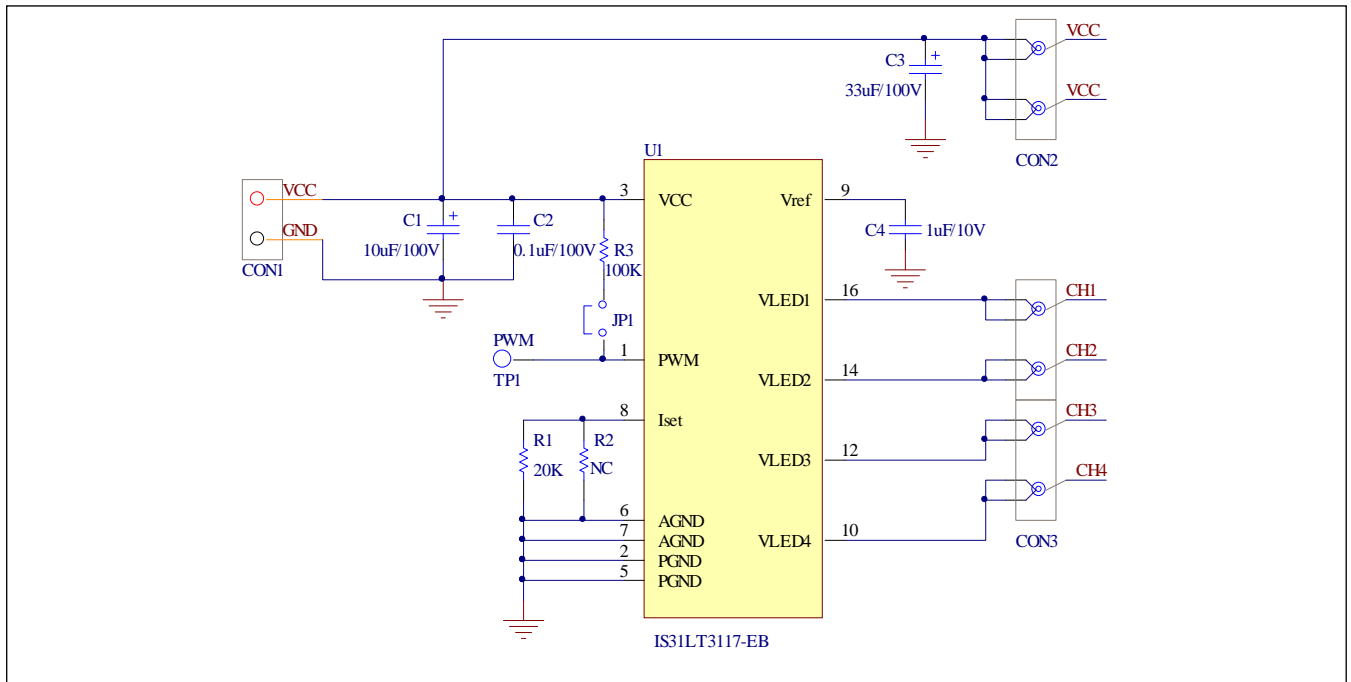 VCC
C3
+
33uF/100V
VCC
CON2
U1
VCC
GND
CON1
C1
+
10uF/100V
C2
0.1uF/100V
R3
100K
JP1
PWM
TP1
3
VCC
1
PWM
8
Iset
R1
20K
R2
NC
6
AGND
7
AGND
2
PGND
5
PGND
Vref
9
C4
1uF/10V
VLED1
16
CH1
VLED2
14
CH2
VLED3
12
CH3
VLED4
10
CH4
CON3
IS31LT3117-EB